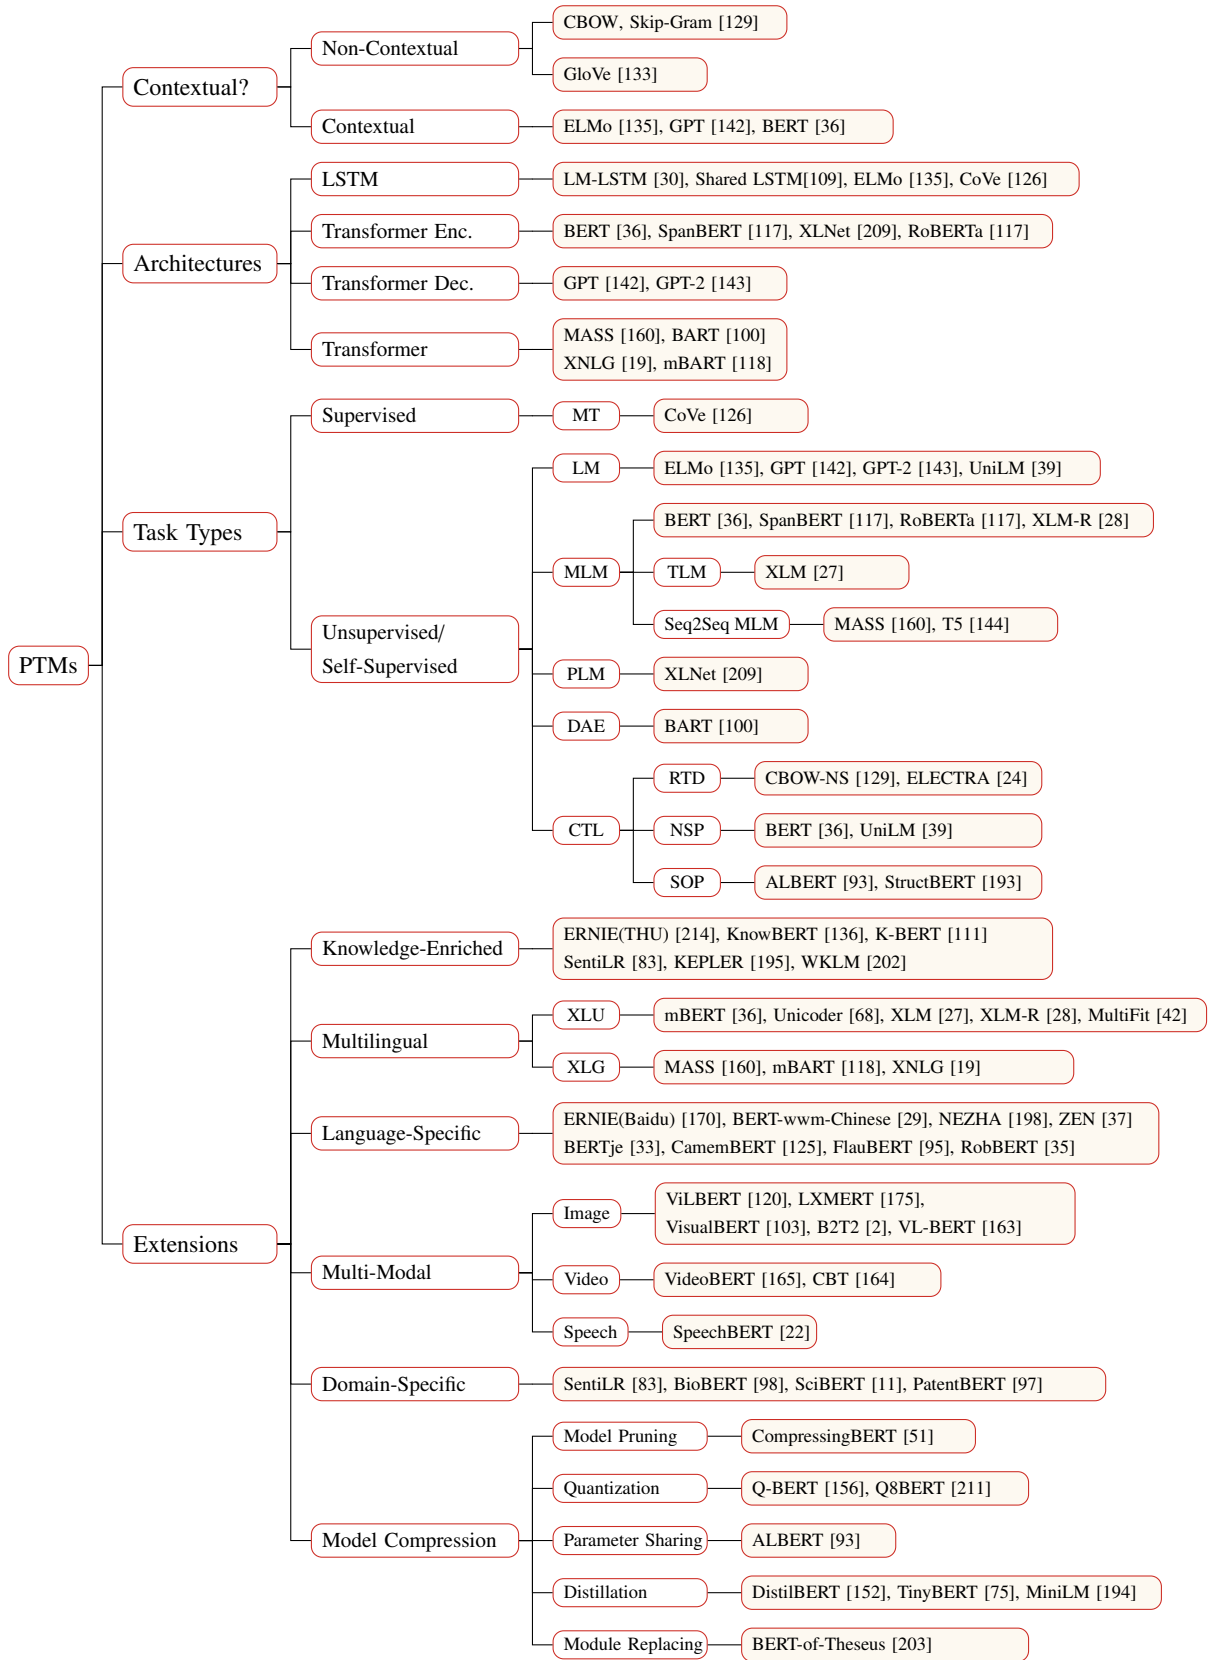 PTMs
Contextual?
Non-Contextual
CBOW, Skip-Gram [129]
GloVe [133]
Contextual
ELMo [135], GPT [142], BERT [36]
Architectures
LSTM
LM-LSTM [30], Shared LSTM[109], ELMo [135], CoVe [126]
Transformer Enc.
BERT [36], SpanBERT [117], XLNet [209], RoBERTa [117]
Transformer Dec.
GPT [142], GPT-2 [143]
Transformer
MASS [160], BART [100]
XNLG [19], mBART [118]
Task Types
Supervised
MT
CoVe [126]
Unsupervised/
Self-Supervised
LM
ELMo [135], GPT [142], GPT-2 [143], UniLM [39]
MLM
BERT [36], SpanBERT [117], RoBERTa [117], XLM-R [28]
TLM
XLM [27]
Seq2Seq MLM
MASS [160], T5 [144]
PLM
XLNet [209]
DAE
BART [100]
CTL
RTD
CBOW-NS [129], ELECTRA [24]
NSP
BERT [36], UniLM [39]
SOP
ALBERT [93], StructBERT [193]
Extensions
Knowledge-Enriched
ERNIE(THU) [214], KnowBERT [136], K-BERT [111]
SentiLR [83], KEPLER [195], WKLM [202]
Multilingual
XLU
mBERT [36], Unicoder [68], XLM [27], XLM-R [28], MultiFit [42]
XLG
MASS [160], mBART [118], XNLG [19]
Language-Specific
ERNIE(Baidu) [170], BERT-wwm-Chinese [29], NEZHA [198], ZEN [37]
BERTje [33], CamemBERT [125], FlauBERT [95], RobBERT [35]
Multi-Modal
Image
ViLBERT [120], LXMERT [175],
VisualBERT [103], B2T2 [2], VL-BERT [163]
Video
VideoBERT [165], CBT [164]
Speech
SpeechBERT [22]
Domain-Specific
SentiLR [83], BioBERT [98], SciBERT [11], PatentBERT [97]
Model Compression
Model Pruning
CompressingBERT [51]
Quantization
Q-BERT [156], Q8BERT [211]
Parameter Sharing
ALBERT [93]
Distillation
DistilBERT [152], TinyBERT [75], MiniLM [194]
Module Replacing
BERT-of-Theseus [203]